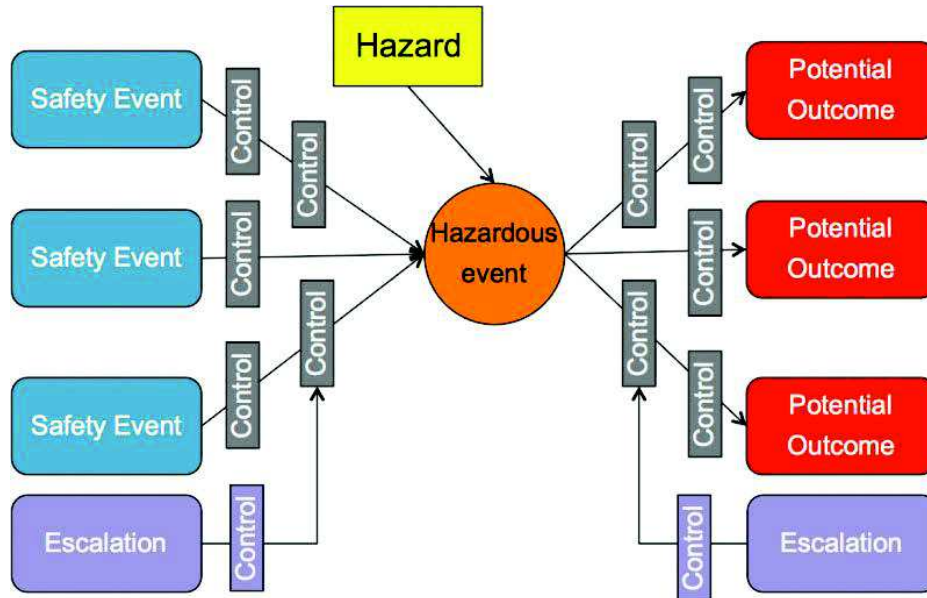 Hazard
Safety Event
Control
Control
Control
Control
Potential
Outcome
Safety Event
Control
Hazardous
event
Control
Potential
Outcome
Safety Event
Control
Control
Control
Control
Potential
Outcome
Escalation
Control
Control
Escalation